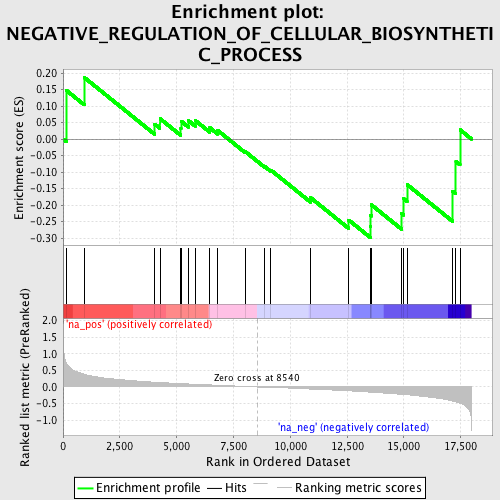 Enrichment plot:
NEGATIVE_REGULATION_OF_CELLULAR_BIOSYNTHETI
C_PROCESS
Enrichment score (ES)
0.20
0.15
0.10
0.05
0.00
-0.05
-0.10
-0.15
-0.20
-0.25
-0.30
'na_pos' (positively correlated)
Ranked list metric (PreRanked)
2.0
1.5
1.0
0.5
0.0
-0.5
-1.0
Zero cross at 8540
'na_neg' (negatively correlated)
0
2,500
5,000
7,500
10,000
12,500
15,000
17,500
Rank in Ordered Dataset
Enrichment profile
Hits
Ranking metric scores